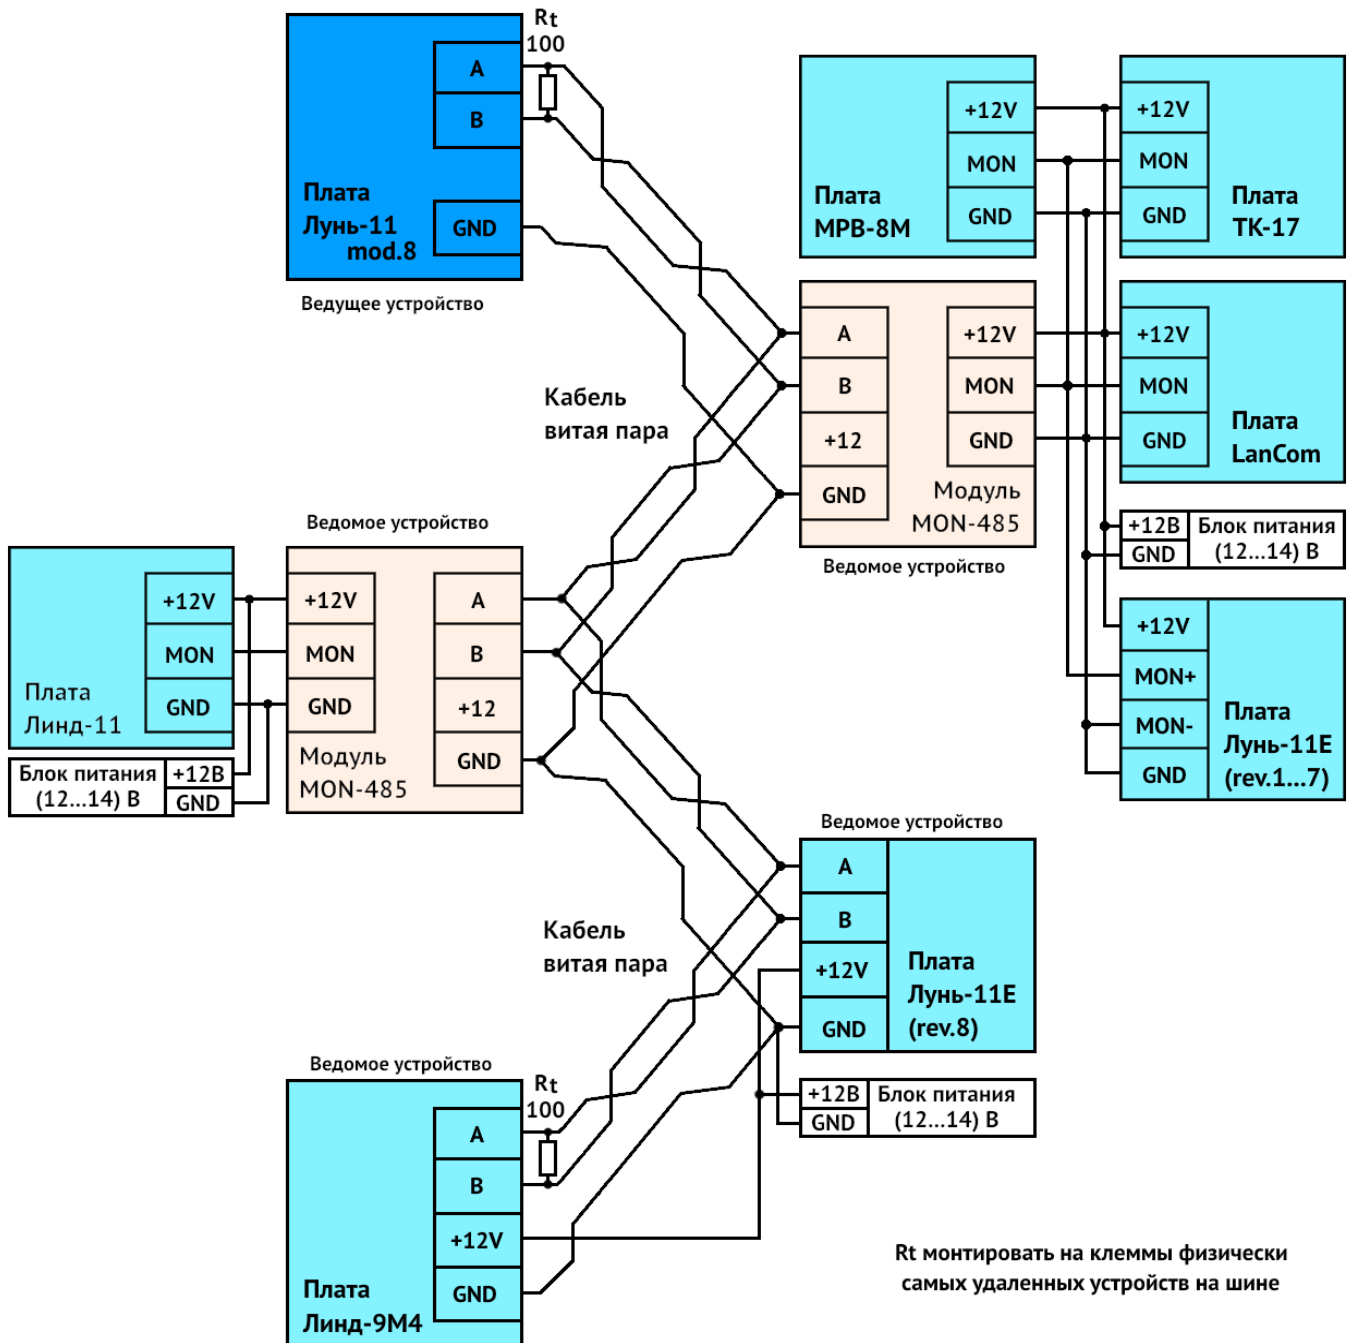 Rt
100
A
B
GND
Плата
Лунь-11
mod.8
Ведущее устройство
+12V
MON
GND
Плата
МРВ-8М
+12V
MON
GND
Плата
ТК-17
A
B
+12
GND
+12V
MON
GND
Модуль
MON-485
Ведомое устройство
+12V
MON
GND
Плата
LanCom
+12В
GND
Блок питания
(12...14) В
+12V
MON+
MON-
GND
Плата
Лунь-11Е
(rev.1...7)
Кабель
витая пара
Ведомое устройство
+12V
MON
GND
Плата
Линд-11
Блок питания
(12...14) В
+12В
GND
+12V
MON
GND
A
B
+12
GND
Модуль
MON-485
Кабель
витая пара
Ведомое устройство
A
B
+12V
GND
Плата
Лунь-11Е
(rev.8)
+12В
GND
Блок питания
(12...14) В
Ведомое устройство
Rt
100
A
B
+12V
GND
Плата
Линд-9М4
Rt монтировать на клеммы физически
самых удаленных устройств на шине